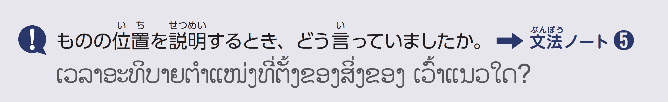 ものの位置を説明するとき、どう言っていましたか。 ➡ 文法ノート ❺
ເວລາອະທິບາຍຕຳແໜ່ງທີ່ຕັ້ງຂອງສິ່ງຂອງ ເວົ້າແນວໃດ?